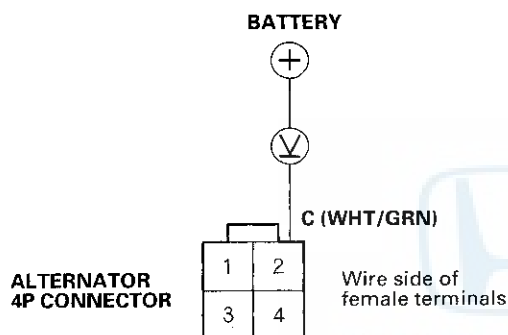 BATTERY
+
V
C (WHT/GRN)
1 2
ALTERNATOR
4P CONNECTOR
Wire side of
female terminals
3 4